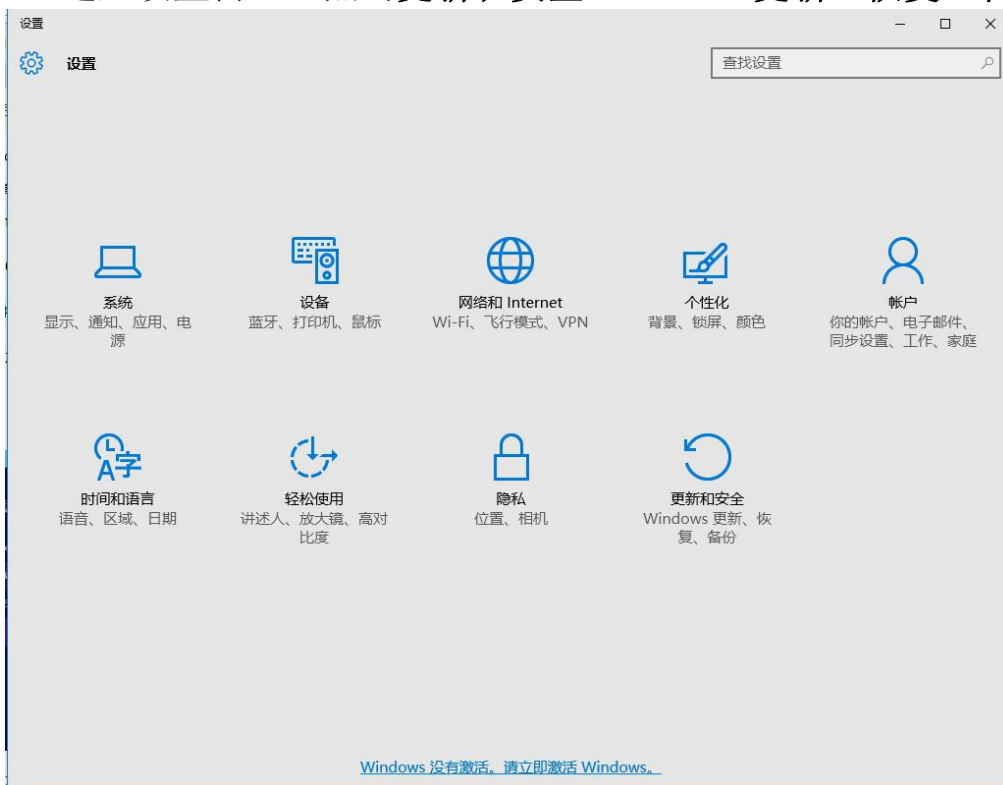 设置
设置
查找设置
系统
显示、通知、应用、电
源
设备
蓝牙、打印机、鼠标
网络和 Internet
Wi-Fi、飞行模式、VPN
个性化
背景、锁屏、颜色
帐户
你的帐户、电子邮件、
同步设置、工作、家庭
时间和语言
语音、区域、日期
轻松使用
讲述人、放大镜、高对
比度
隐私
位置、相机
更新和安全
Windows 更新、恢
复、备份
Windows 没有激活。请立即激活 Windows。